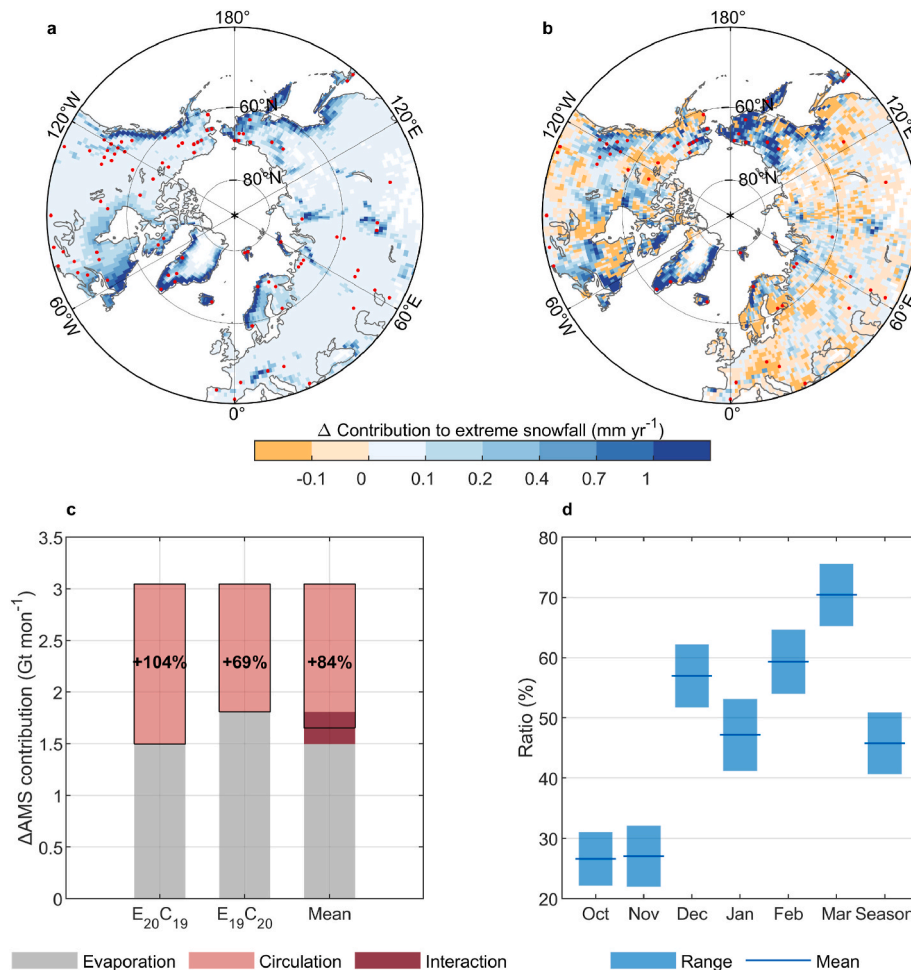 a
180°
120°W
60°N
120°E
80°N
60°W
60°E
0°
b
180°
120°W
60°N
120°E
80°N
60°W
60°E
0°
Δ Contribution to extreme snowfall (mm yr⁻¹)
-0.1 0 0.1 0.2 0.4 0.7 1
c
ΔAMS contribution (Gt mon⁻¹)
3.5
3
2.5
2
1.5
1
0.5
0
+104% +69% +84%
E₂₀C₁₉ E₁₉C₂₀ Mean
Evaporation Circulation Interaction
d
Ratio (%)
80
70
60
50
40
30
20
Oct Nov Dec Jan Feb Mar Season
Range Mean